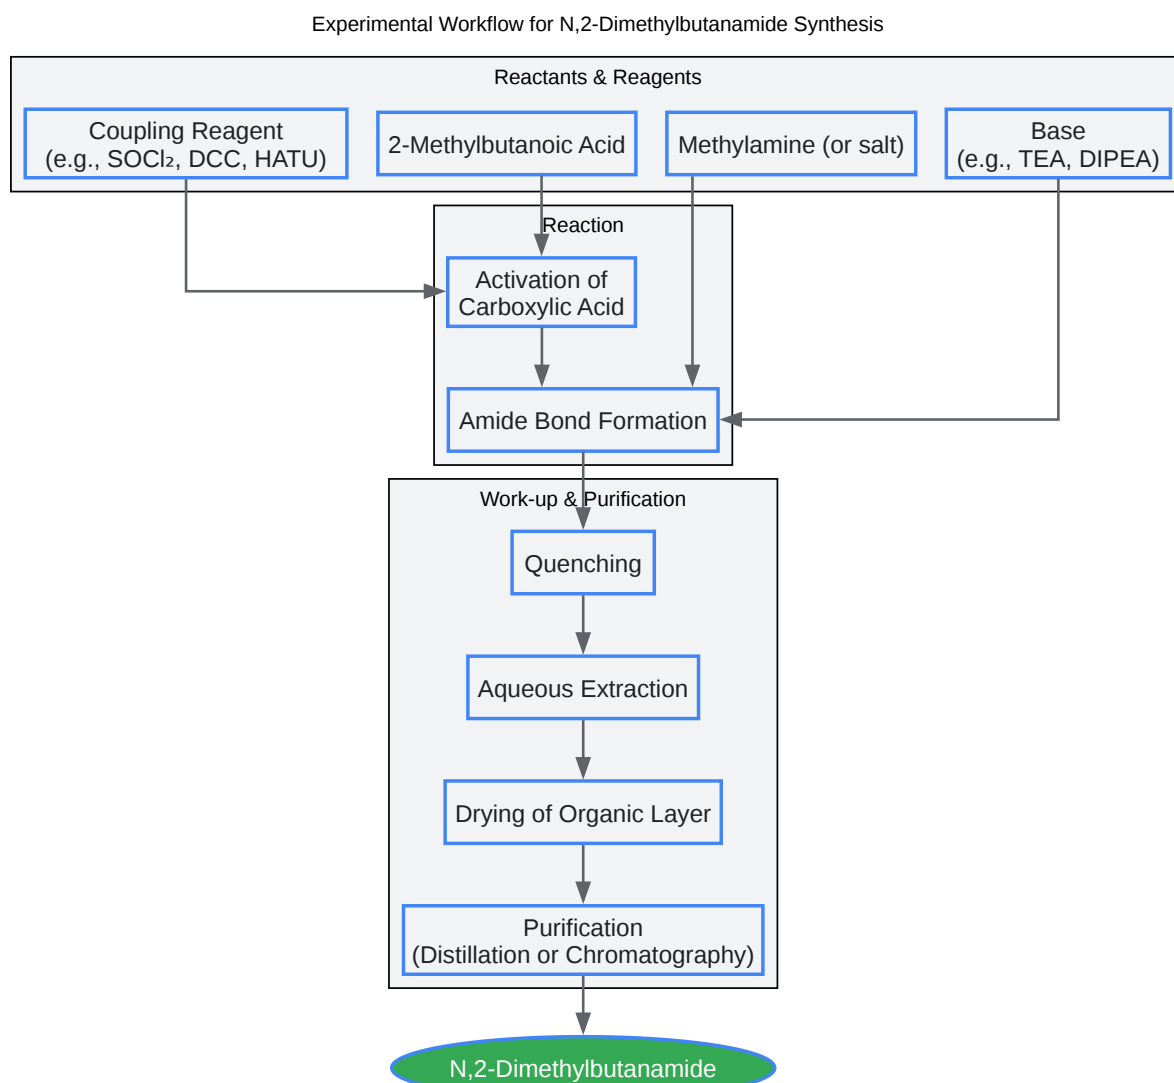 Experimental Workflow for N,2-Dimethylbutanamide Synthesis
Reactants & Reagents
Coupling Reagent
(e.g., SOCl₂, DCC, HATU)
2-Methylbutanoic Acid
Methylamine (or salt)
Base
(e.g., TEA, DIPEA)
Reaction
Activation of
Carboxylic Acid
Amide Bond Formation
Work-up & Purification
Quenching
Aqueous Extraction
Drying of Organic Layer
Purification
(Distillation or Chromatography)
N,2-Dimethylbutanamide